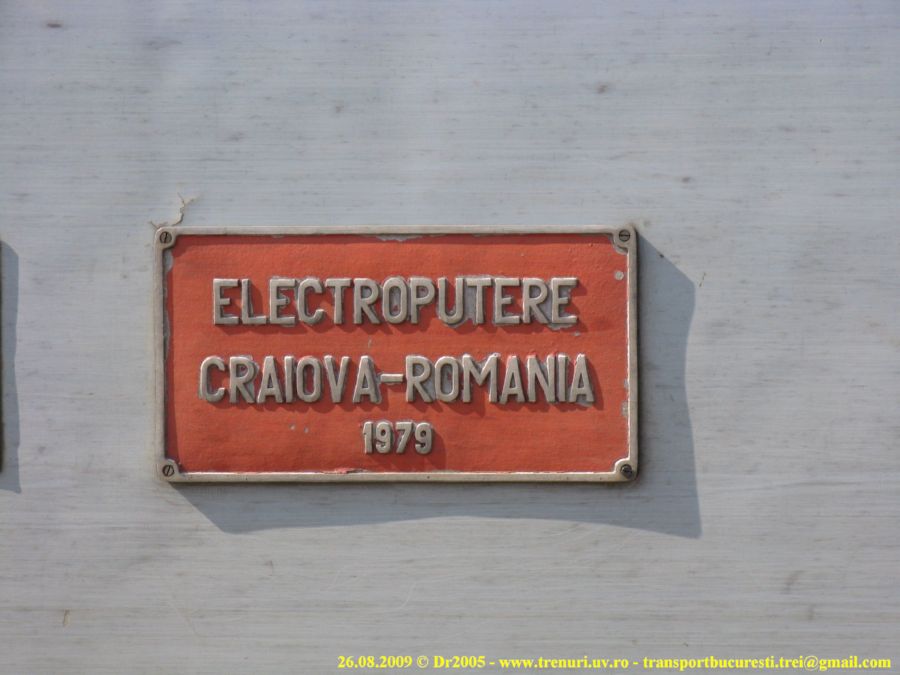 ELECTROPUTERE
CRAIOVA-ROMANIA
1979
26.08.2009 © Dr2005 - www.trenuri.uv.ro - transportbucuresti.trei@gmail.com